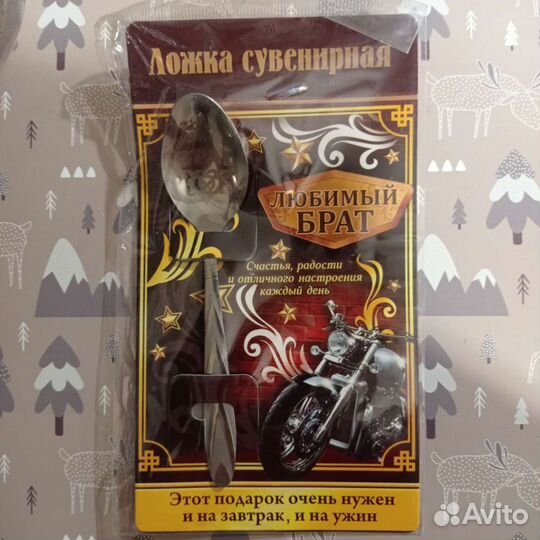 Ложка сувенирная
ЛЮБИМЫЙ
БРАТ
Счастья, радости
и отличного настроения
каждый день
Этот подарок очень нужен
и на завтрак, и на ужин
Avito